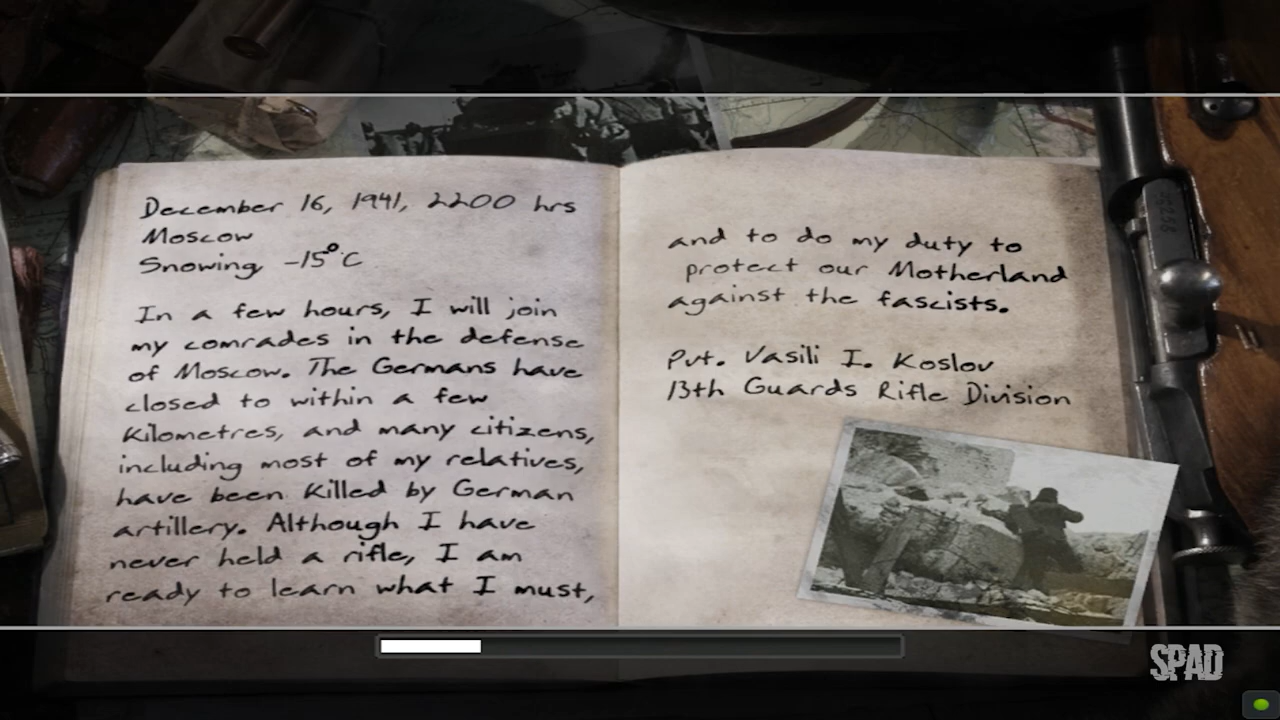 December 16, 1941, 2200 hrs
Moscow
Snowing -15°C
In a few hours, I will join
my comrades in the defense
of Moscow. The Germans have
closed to within a few
kilometres, and many citizens,
including most of my relatives,
have been killed by German
artillery. Although I have
never held a rifle, I am
ready to learn what I must,
and to do my duty to
protect our Motherland
against the fascists.
Pvt. Vasili I. Koslov
13th Guards Rifle Division
SPAD